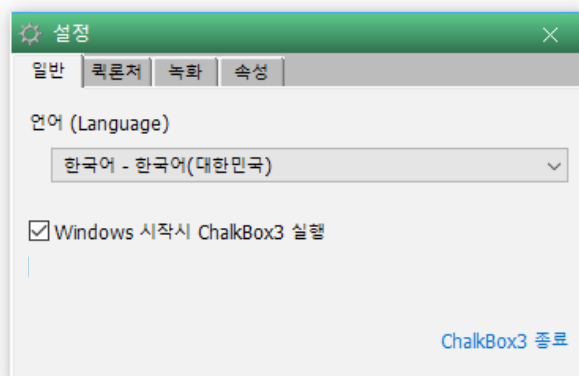 설정
일반 퀵론처 녹화 속성
언어 (Language)
한국어 - 한국어(대한민국)
Windows 시작시 ChalkBox3 실행
ChalkBox3 종료